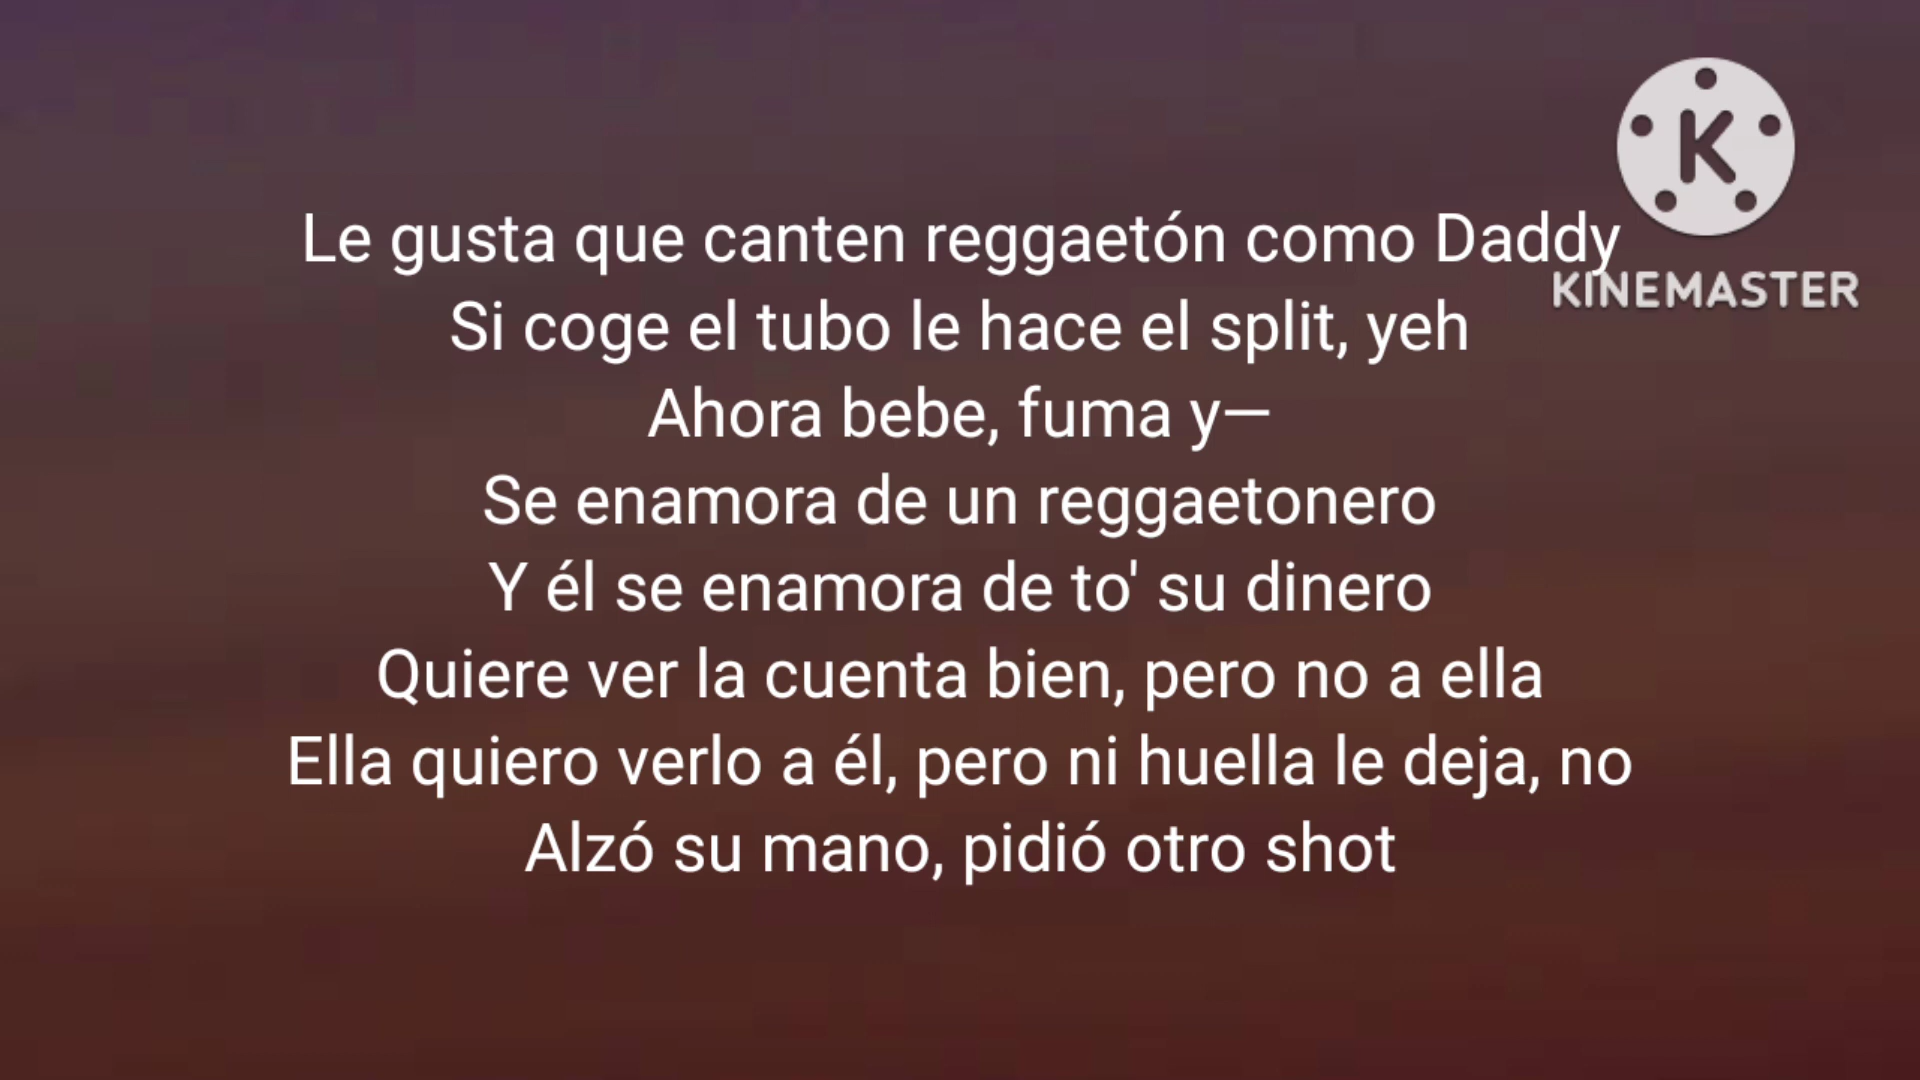 Le gusta que canten reggaetón como Daddy
KINEMASTER
Si coge el tubo le hace el split, yeh
Ahora bebe, fuma y—
Se enamora de un reggaetonero
Y él se enamora de to' su dinero
Quiere ver la cuenta bien, pero no a ella
Ella quiero verlo a él, pero ni huella le deja, no
Alzó su mano, pidió otro shot